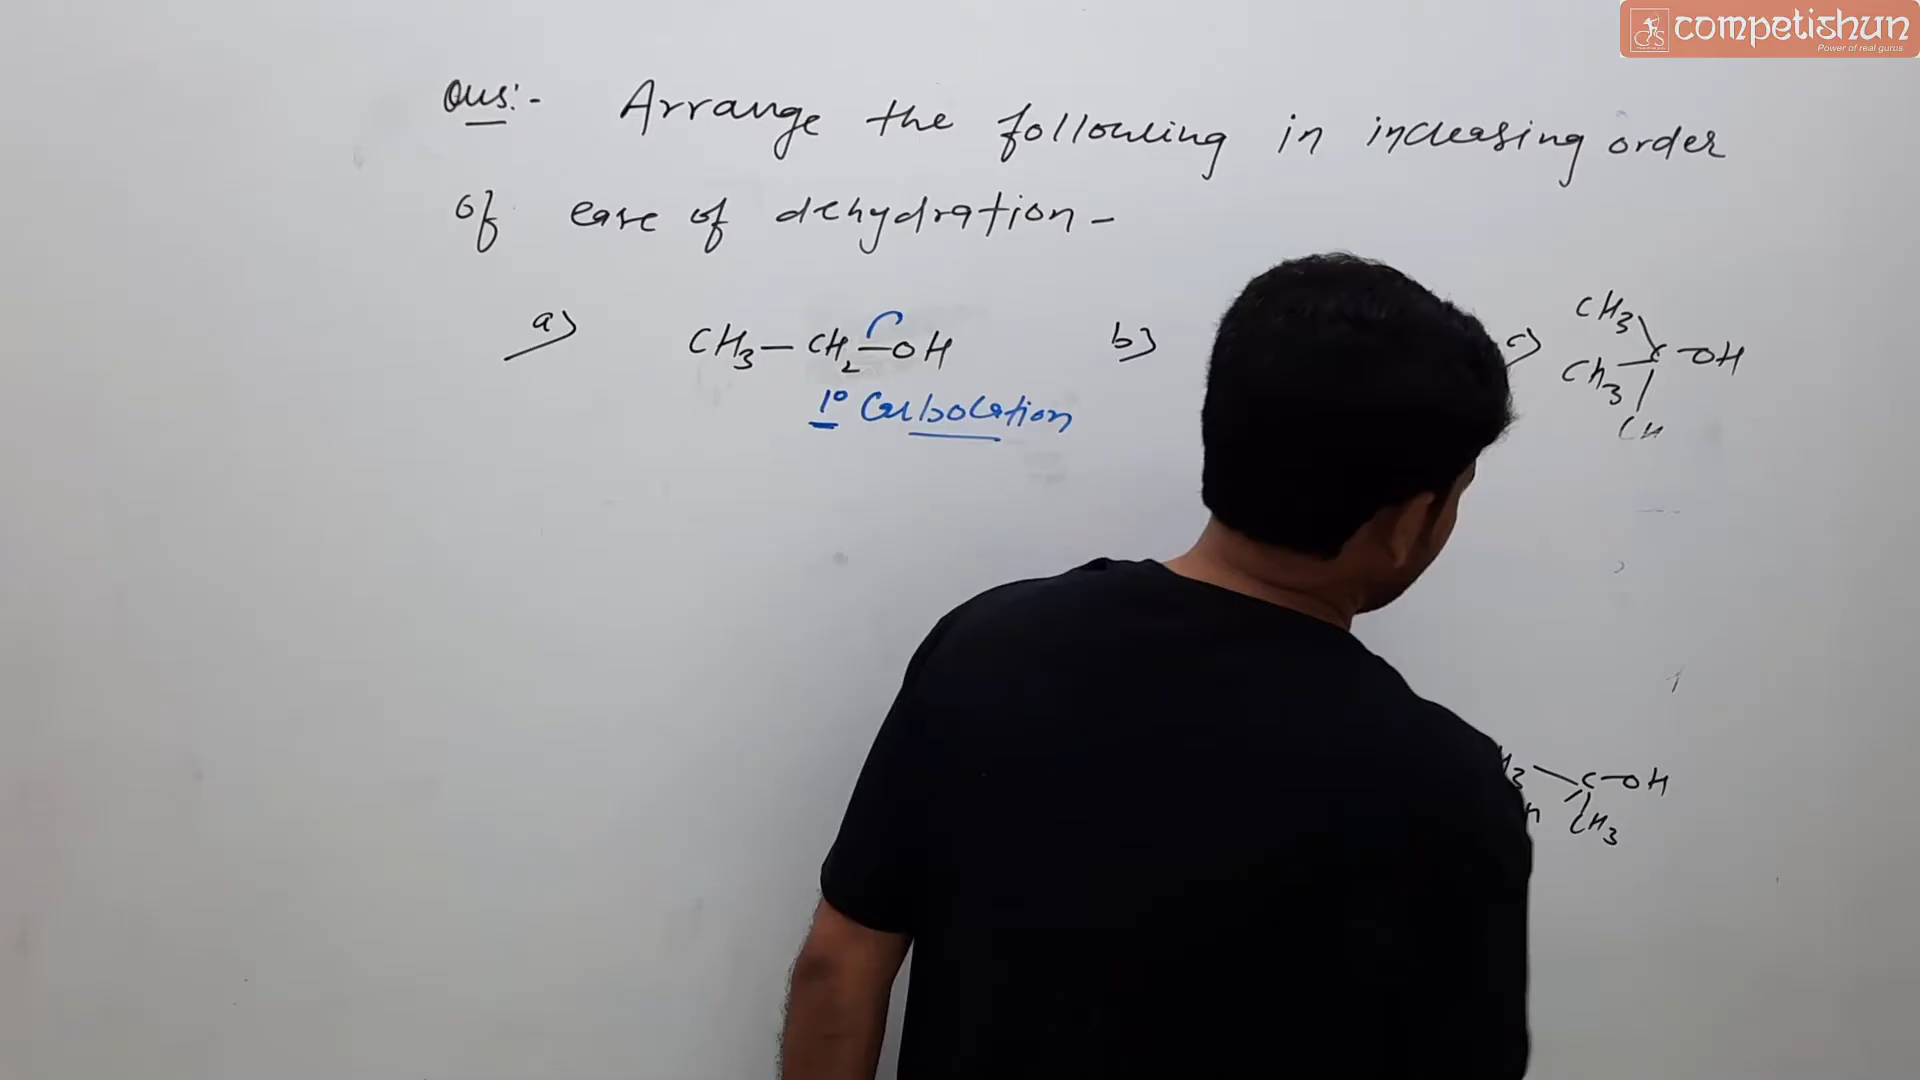 competishun
Power of real gurus
Ques:- Arrange the following in increasing order
of ease of dehydration-
a) CH3-CH2-OH b) c) CH3 CH3 C-OH
1° Carbocation
C-OH
CH3